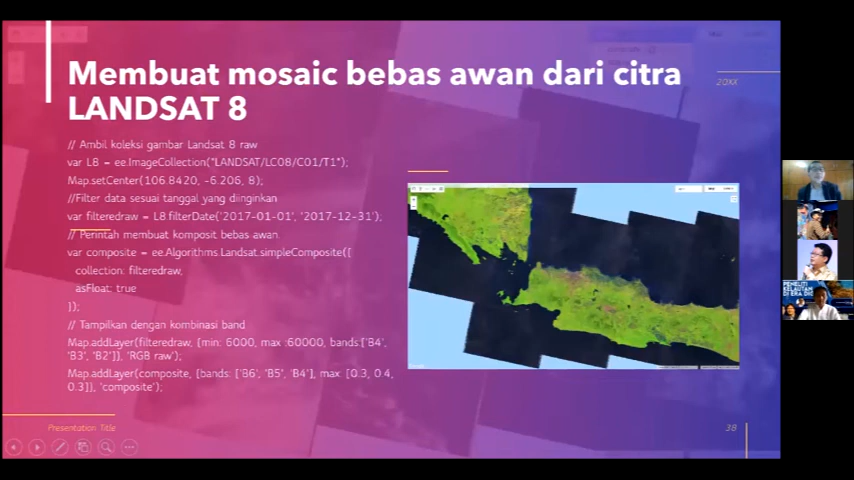 Membuat mosaic bebas awan dari citra
LANDSAT 8
20XX
// Ambil koleksi gambar Landsat 8 raw
var L8 = ee.ImageCollection("LANDSAT/LC08/C01/T1");
Map.setCenter(106.8420, -6.206, 8);
//Filter data sesuai tanggal yang diinginkan
var filteredraw = L8.filterDate('2017-01-01', '2017-12-31');
// Perintah membuat komposit bebas awan.
var composite = ee.Algorithms.Landsat.simpleComposite({
collection: filteredraw,
asFloat: true
});
// Tampilkan dengan kombinasi band
Map.addLayer(filteredraw, {min: 6000, max :60000, bands:['B4',
'B3', 'B2']}, 'RGB raw');
Map.addLayer(composite, {bands: ['B6', 'B5', 'B4'], max: [0.3, 0.4,
0.3]}, 'composite');
Presentation Title
38
PENELITI
KELAUTAN
DI ERA DIGI